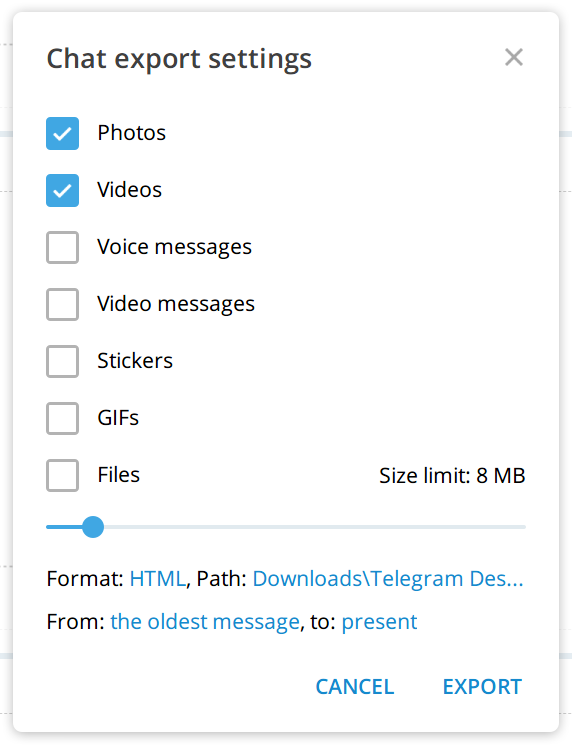 Chat export settings
Photos
Videos
Voice messages
Video messages
Stickers
GIFs
Files Size limit: 8 MB
Format: HTML, Path: Downloads\Telegram Des...
From: the oldest message, to: present
CANCEL EXPORT